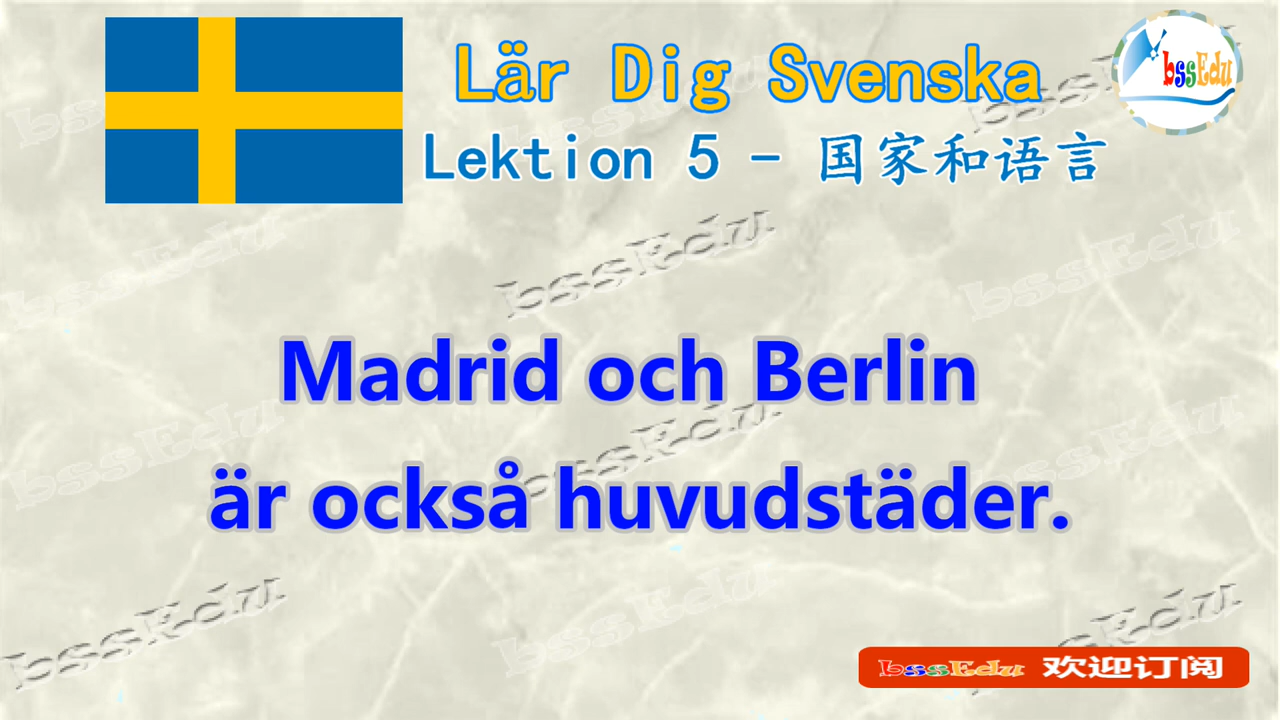 Lär Dig Svenska
bssEdu
Lektion 5 - 国家和语言
Madrid och Berlin
är också huvudstäder.
bssEdu 欢迎订阅